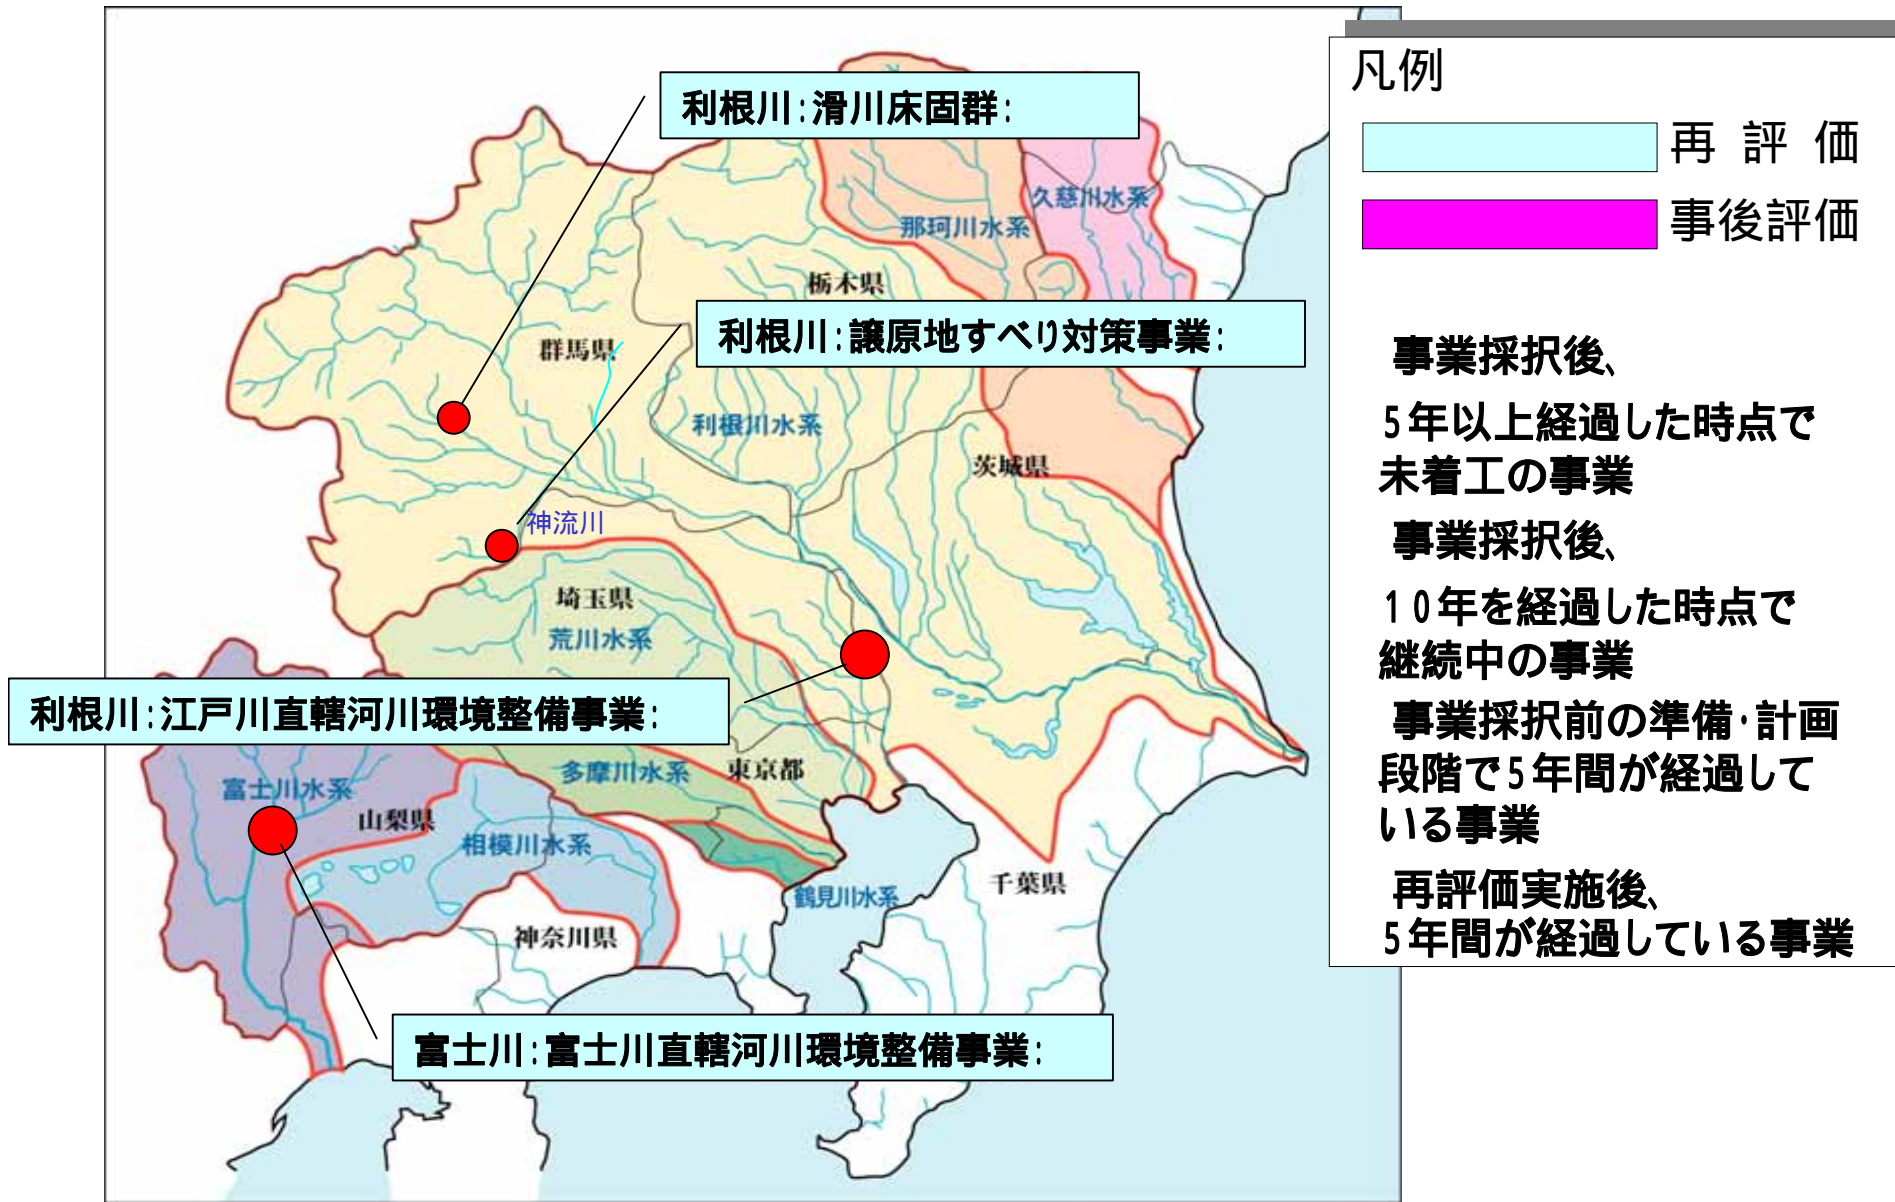 利根川:滑川床固群:
久慈川水系
那珂川水系
栃木県
利根川:譲原地すべり対策事業:
群馬県
利根川水系
茨城県
神流川
埼玉県
荒川水系
利根川:江戸川直轄河川環境整備事業:
多摩川水系
東京都
富士川水系
山梨県
相模川水系
鶴見川水系
千葉県
神奈川県
富士川:富士川直轄河川環境整備事業:
凡例
再 評 価
事後評価
事業採択後、
5年以上経過した時点で
未着工の事業
事業採択後、
10年を経過した時点で
継続中の事業
事業採択前の準備・計画
段階で5年間が経過して
いる事業
再評価実施後、
5年間が経過している事業